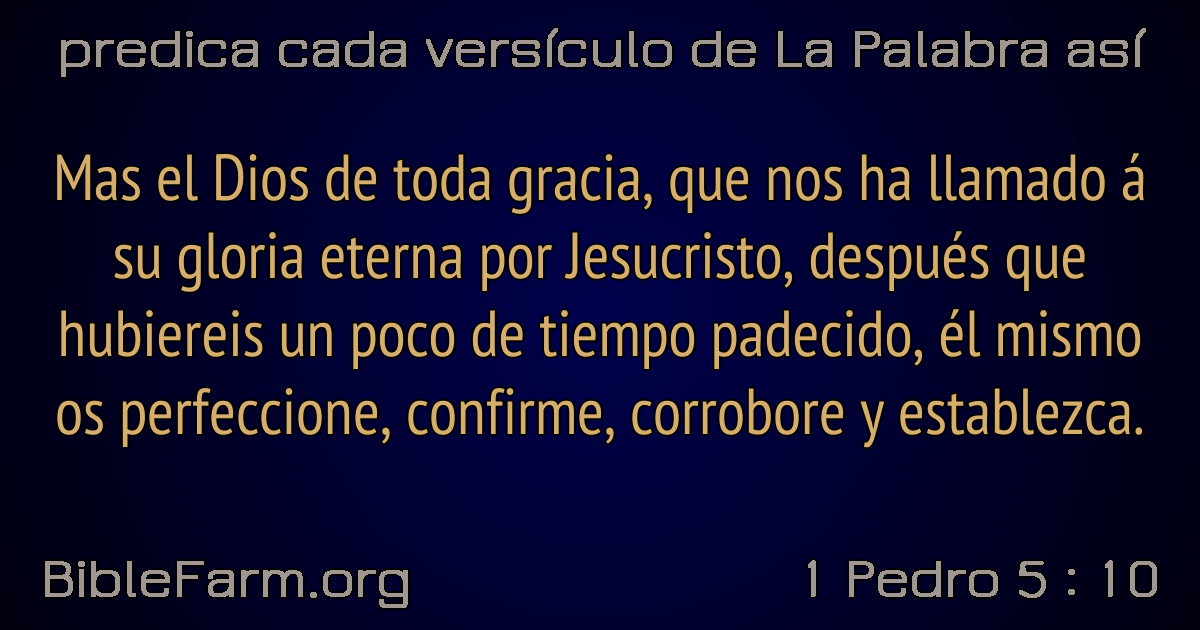 predica cada versículo de La Palabra así
Mas el Dios de toda gracia, que nos ha llamado á
su gloria eterna por Jesucristo, después que
hubiereis un poco de tiempo padecido, él mismo
os perfeccione, confirme, corrobore y establezca.
BibleFarm.org
1 Pedro 5 : 10